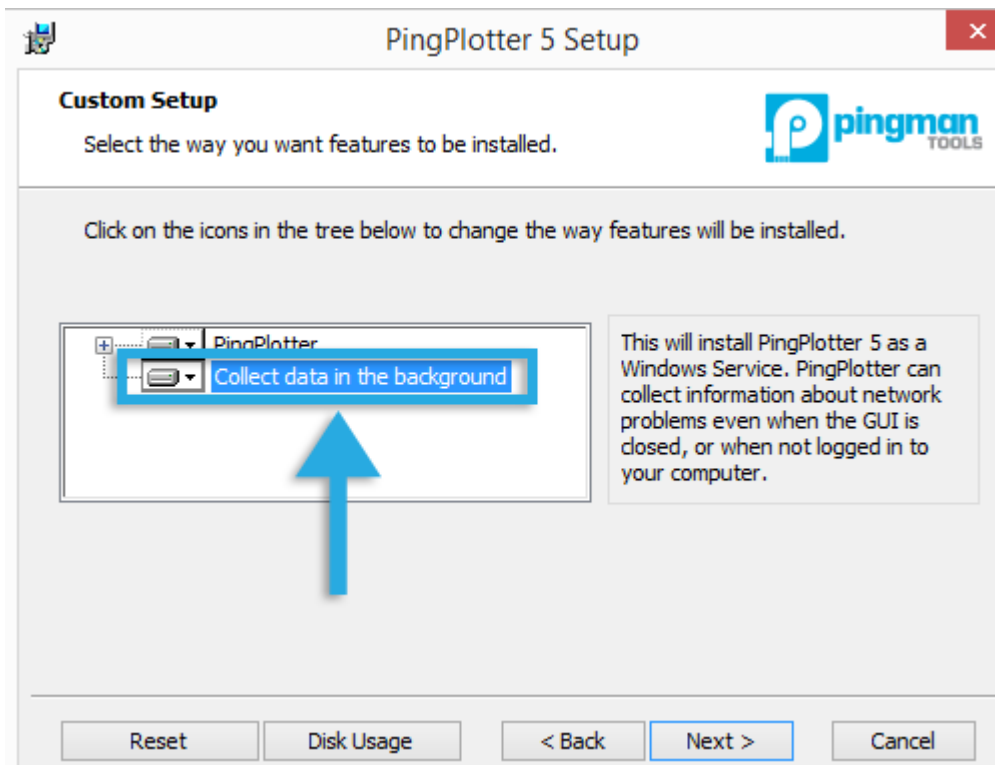 PingPlotter 5 Setup
Custom Setup
Select the way you want features to be installed.
pingman
TOOLS
Click on the icons in the tree below to change the way features will be installed.
PingPlotter
Collect data in the background
This will install PingPlotter 5 as a
Windows Service. PingPlotter can
collect information about network
problems even when the GUI is
closed, or when not logged in to
your computer.
Reset
Disk Usage
< Back
Next >
Cancel